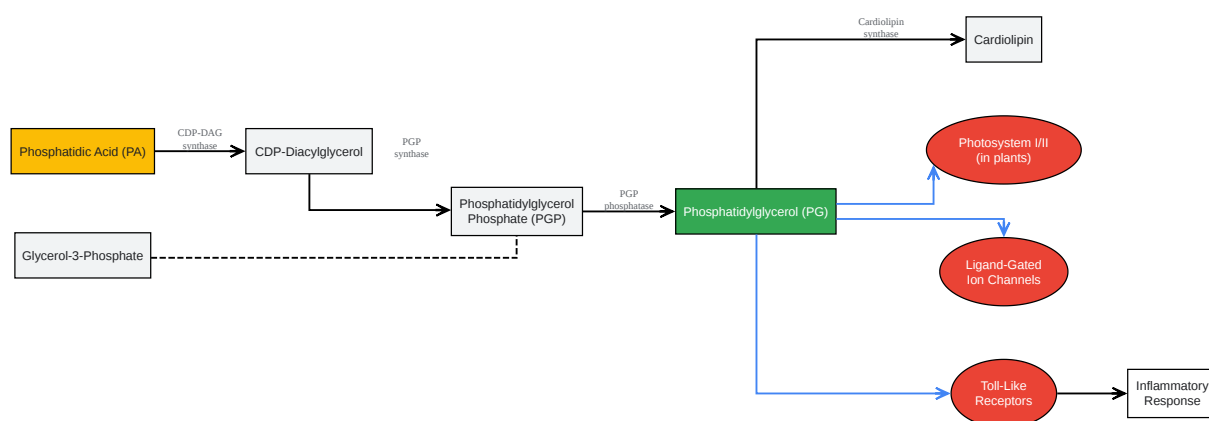 Cardiolipin
synthase
Cardiolipin
CDP-DAG
synthase
Phosphatidic Acid (PA)
CDP-Diacylglycerol
PGP
synthase
Photosystem I/II
(in plants)
Phosphatidylglycerol
Phosphate (PGP)
PGP
phosphatase
Phosphatidylglycerol (PG)
Glycerol-3-Phosphate
Ligand-Gated
Ion Channels
Toll-Like
Receptors
Inflammatory
Response